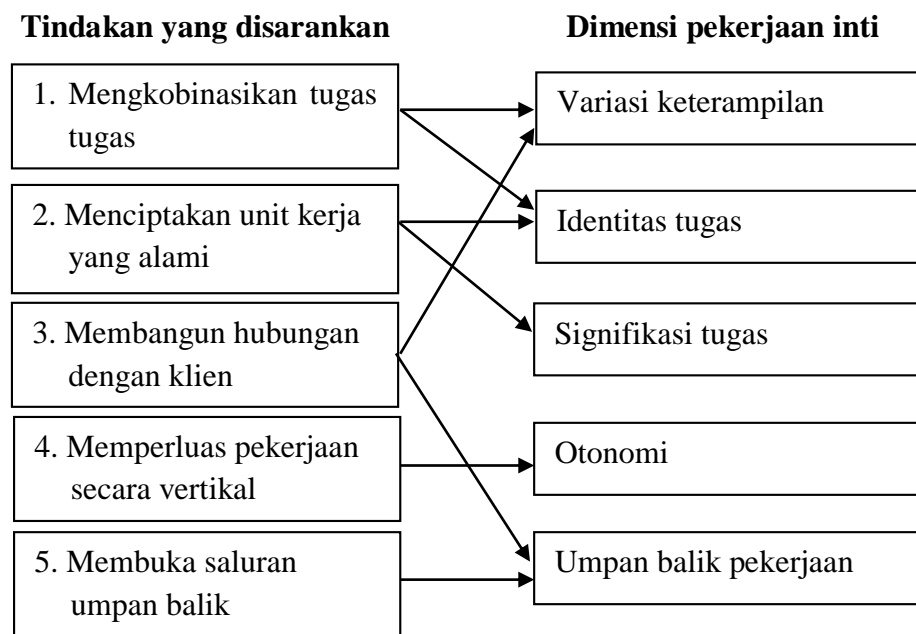 Tindakan yang disarankan
Dimensi pekerjaan inti
1. Mengkobinasikan tugas
tugas
2. Menciptakan unit kerja
yang alami
3. Membangun hubungan
dengan klien
4. Memperluas pekerjaan
secara vertikal
5. Membuka saluran
umpan balik
Variasi keterampilan
Identitas tugas
Signifikasi tugas
Otonomi
Umpan balik pekerjaan